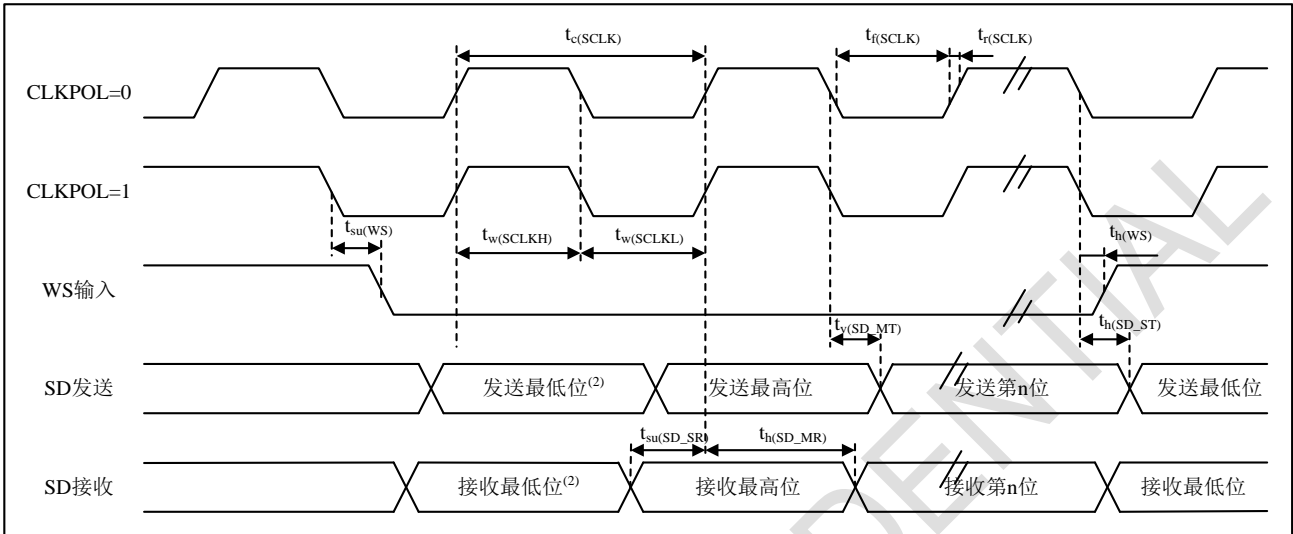 tc(SCLK)
tf(SCLK)
tr(SCLK)
CLKPOL=0
CLKPOL=1
tsu(WS)
tw(SCLKH)
tw(SCLKL)
th(WS)
WS输入
tv(SD_MT)
th(SD_ST)
SD发送
发送最低位(2)
发送最高位
发送第n位
发送最低位
tsu(SD_SR)
th(SD_MR)
SD接收
接收最低位(2)
接收最高位
接收第n位
接收最低位
DENTIAL